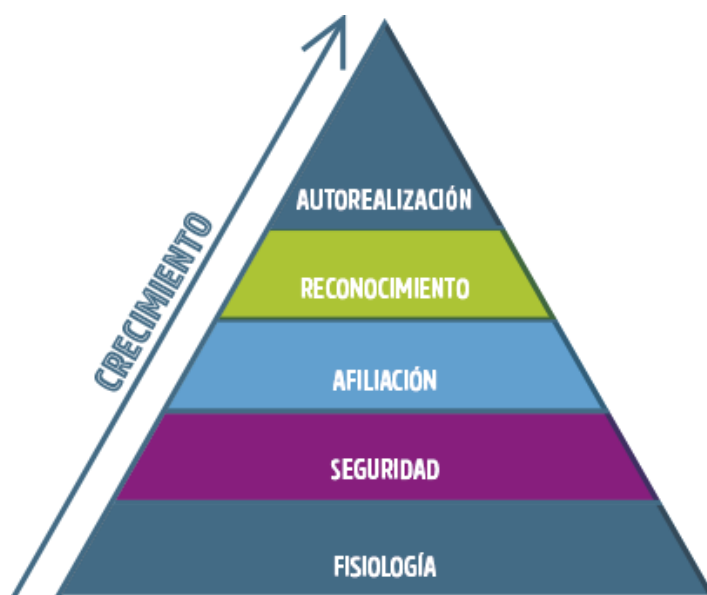 CRECIMIENTO
AUTOREALIZACIÓN
RECONOCIMIENTO
AFILIACIÓN
SEGURIDAD
FISIOLOGÍA